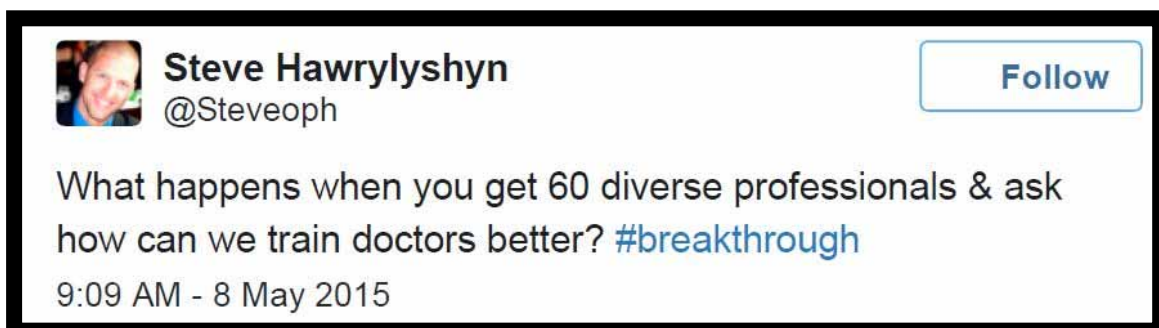 Steve Hawrylyshyn
@Steveoph
Follow
What happens when you get 60 diverse professionals & ask
how can we train doctors better? #breakthrough
9:09 AM - 8 May 2015